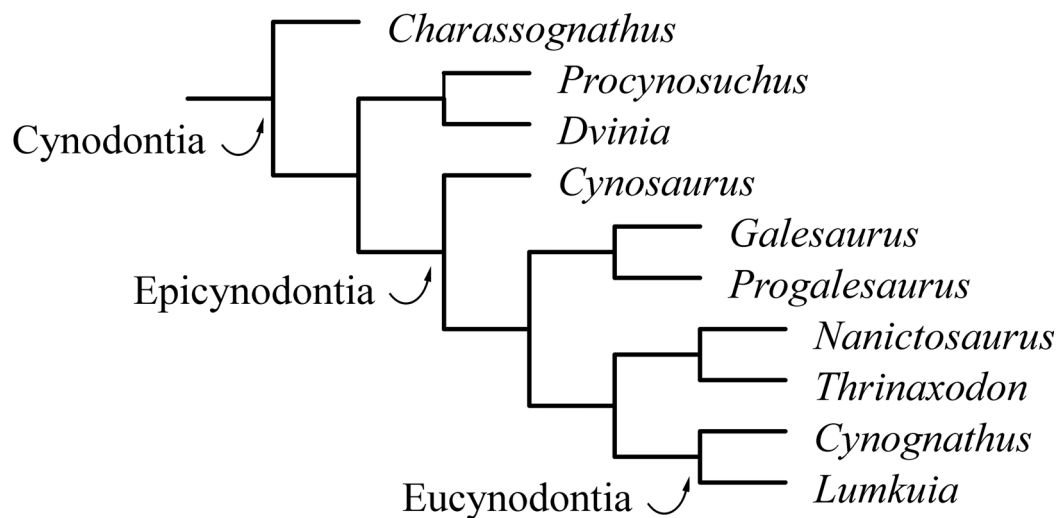 Charassognathus
Procynosuchus
Cynodontia
Dvinia
Cynosaurus
Galesaurus
Epicynodontia
Progalesaurus
Nanictosaurus
Thrinaxodon
Cynognathus
Eucynodontia
Lumkuia